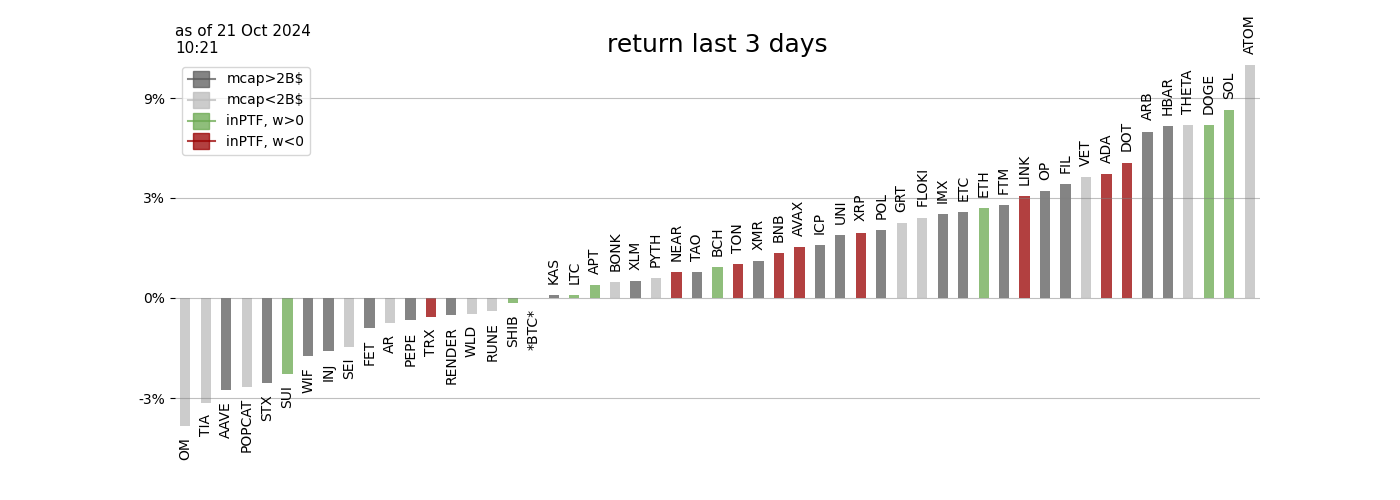 as of 21 Oct 2024
10:21
return last 3 days
mcap>2B$
mcap<2B$
inPTF, w>0
inPTF, w<0
9%
3%
0%
-3%
OM
TIA
AAVE
POPCAT
STX
SUI
WIF
INJ
SEI
FET
AR
PEPE
TRX
RENDER
WLD
RUNE
SHIB
*BTC*
KAS
LTC
APT
BONK
XLM
PYTH
NEAR
TAO
BCH
TON
XMR
BNB
AVAX
ICP
UNI
XRP
POL
GRT
FLOKI
IMX
ETC
ETH
FTM
LINK
OP
FIL
VET
ADA
DOT
ARB
HBAR
THETA
DOGE
SOL
ATOM